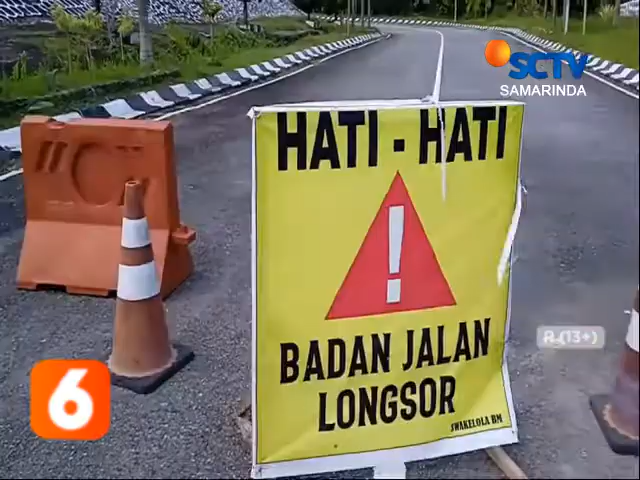 SCTV
SAMARINDA
HATI - HATI
!
BADAN JALAN
LONGSOR
SWAKELOLA BM
R (13+)
6